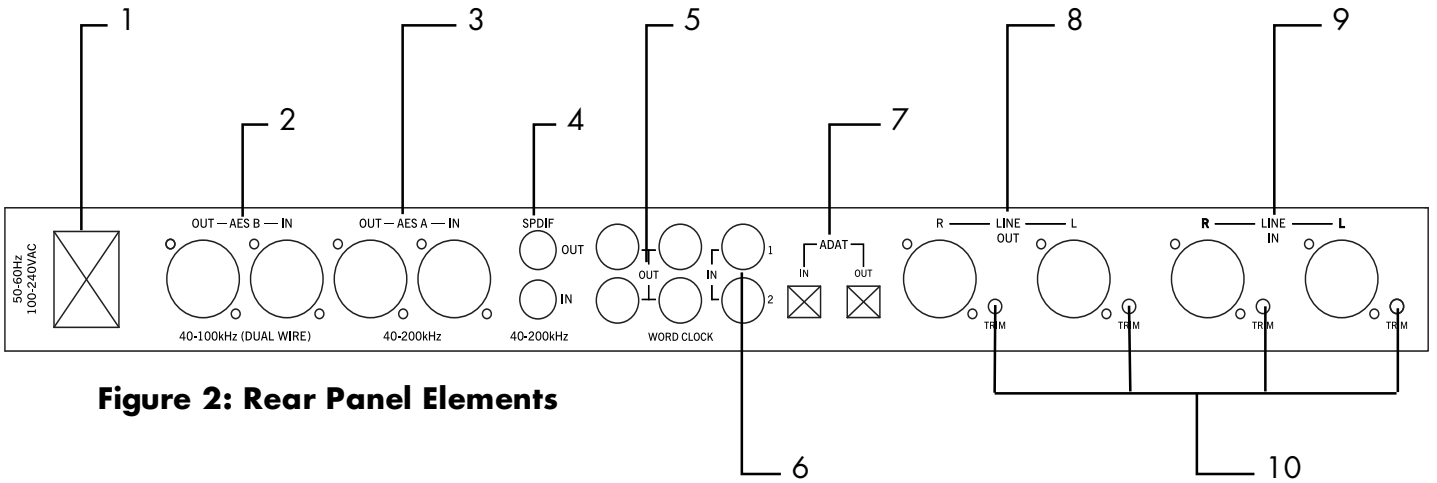 1 3 5 8 9
2 4 7
OUT AES B IN OUT AES A IN SPDIF R LINE L R LINE L
OUT IN
ADAT
OUT 1
50-60Hz
100-240VAC
OUT IN IN OUT
IN 2
TRIM TRIM TRIM TRIM
40-100kHz (DUAL WIRE) 40-200kHz 40-200kHz WORD CLOCK
Figure 2: Rear Panel Elements
6 10